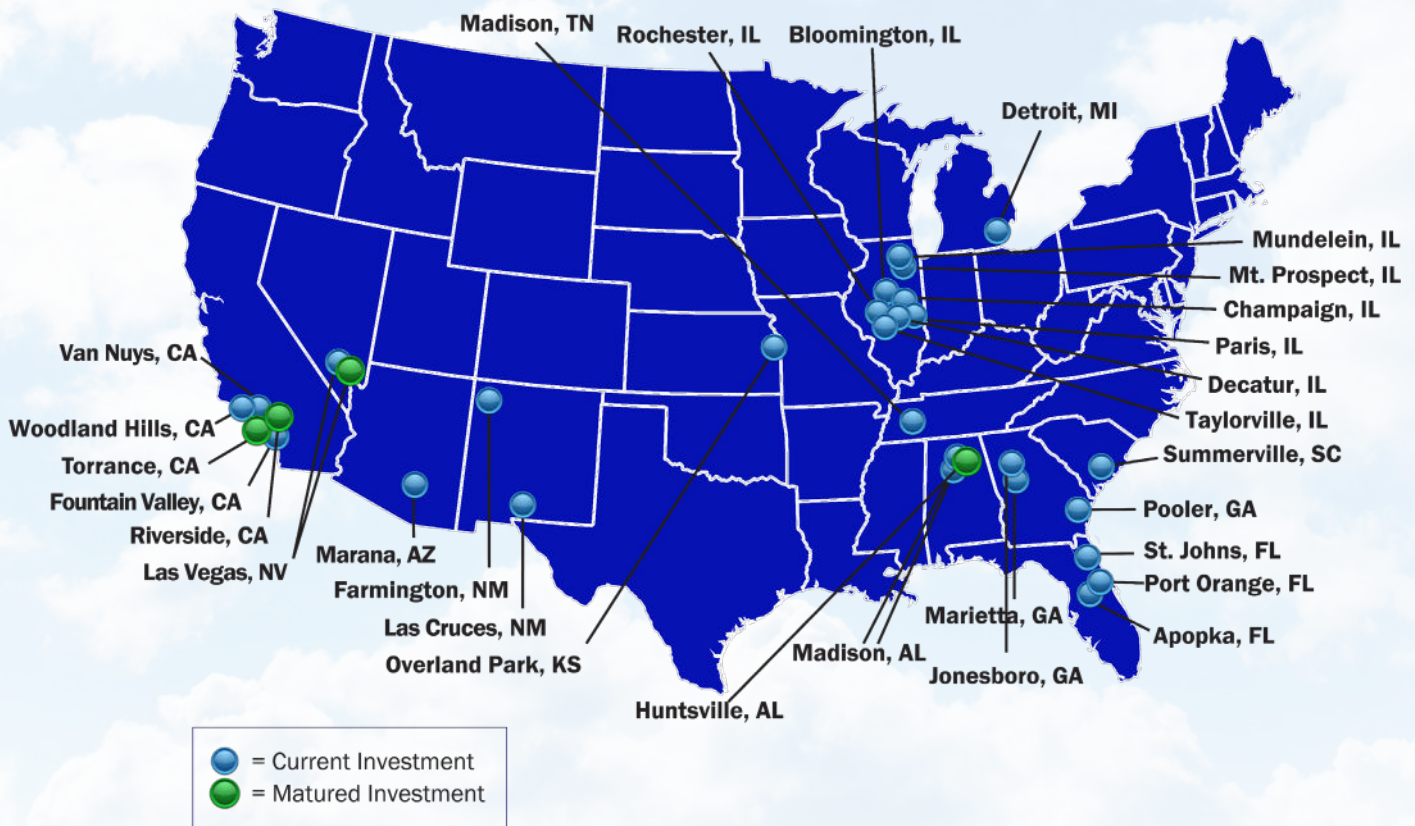 Madison, TN
Rochester, IL
Bloomington, IL
Detroit, MI
Mundelein, IL
Mt. Prospect, IL
Champaign, IL
Paris, IL
Decatur, IL
Taylorville, IL
Summerville, SC
Pooler, GA
St. Johns, FL
Port Orange, FL
Apopka, FL
Van Nuys, CA
Woodland Hills, CA
Torrance, CA
Fountain Valley, CA
Riverside, CA
Las Vegas, NV
Marana, AZ
Farmington, NM
Las Cruces, NM
Overland Park, KS
Huntsville, AL
Madison, AL
Marietta, GA
Jonesboro, GA
= Current Investment
= Matured Investment